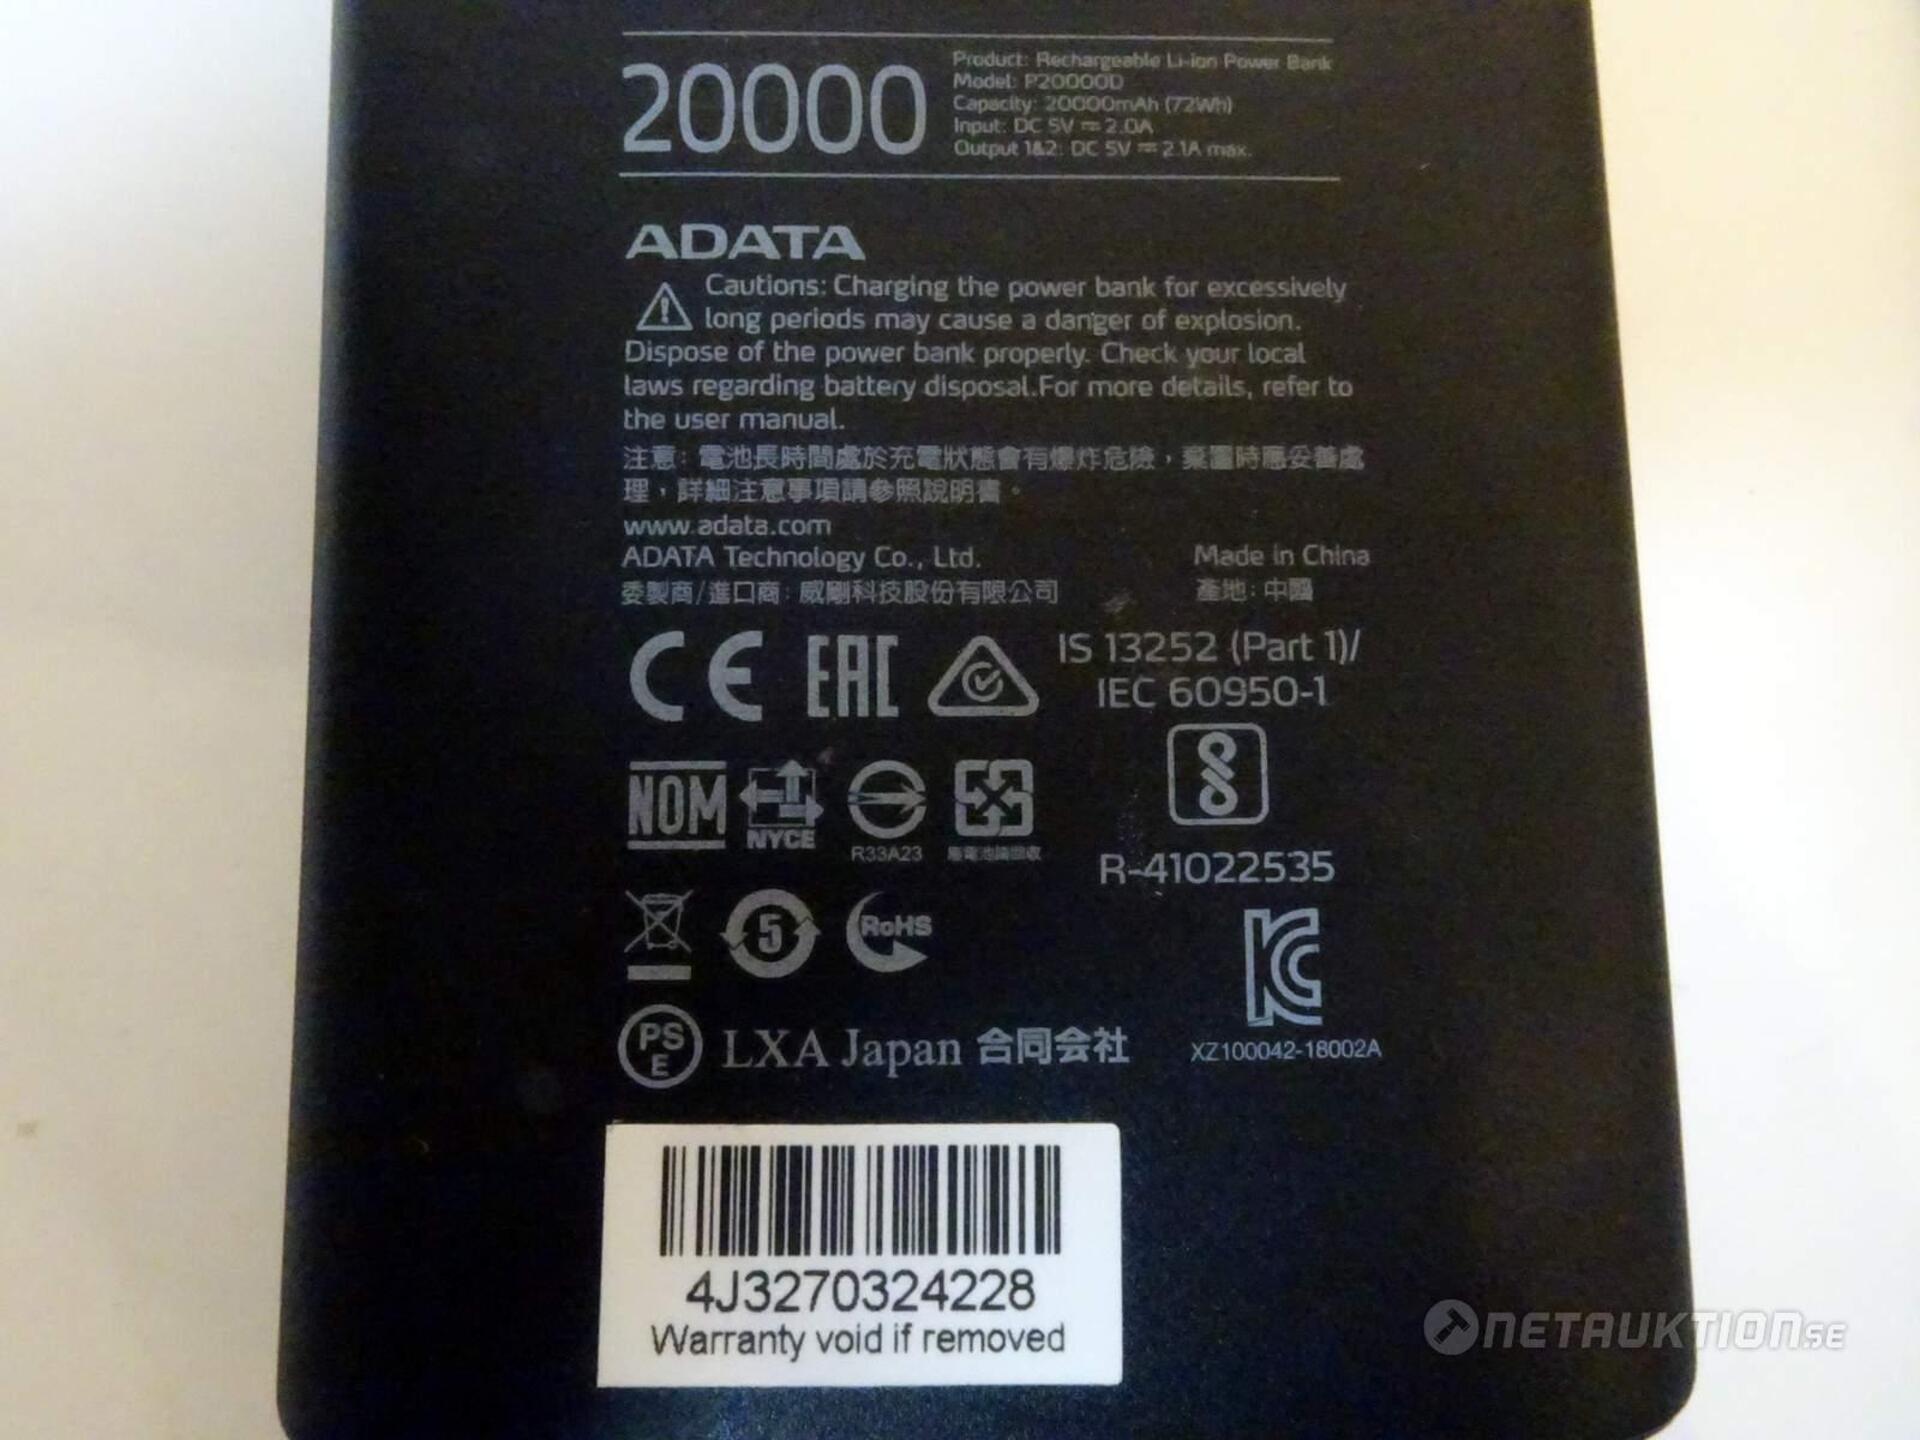 20000
Product: Rechargeable Li-ion Power Bank
Model: P20000D
Capacity: 20000mAh (72Wh)
Input: DC 5V ⎓ 2.0A
Output 1&2: DC 5V ⎓ 2.1A max.
ADATA
Cautions: Charging the power bank for excessively
long periods may cause a danger of explosion.
Dispose of the power bank properly. Check your local
laws regarding battery disposal.For more details, refer to
the user manual.
注意：電池長時間處於充電狀態會有爆炸危險，棄置時應妥善處
理，詳細注意事項請參照說明書。
www.adata.com
ADATA Technology Co., Ltd.
Made in China
委製商/進口商：威剛科技股份有限公司
產地：中國
CE EAC
IS 13252 (Part 1)/
IEC 60950-1
NOM
NYCE
R33A23
廢電池請回收
R-41022535
5
RoHS
KC
PS
E
LXA Japan 合同会社
XZ100042-18002A
4J3270324228
Warranty void if removed
NETAUKTION.SE